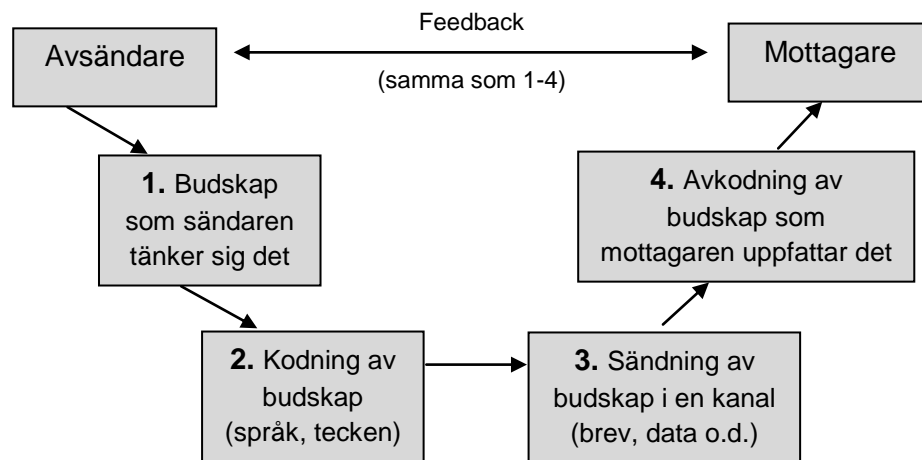 Feedback
Avsändare
Mottagare
(samma som 1-4)
1. Budskap
som sändaren
tänker sig det
4. Avkodning av
budskap som
mottagaren uppfattar det
2. Kodning av
budskap
(språk, tecken)
3. Sändning av
budskap i en kanal
(brev, data o.d.)